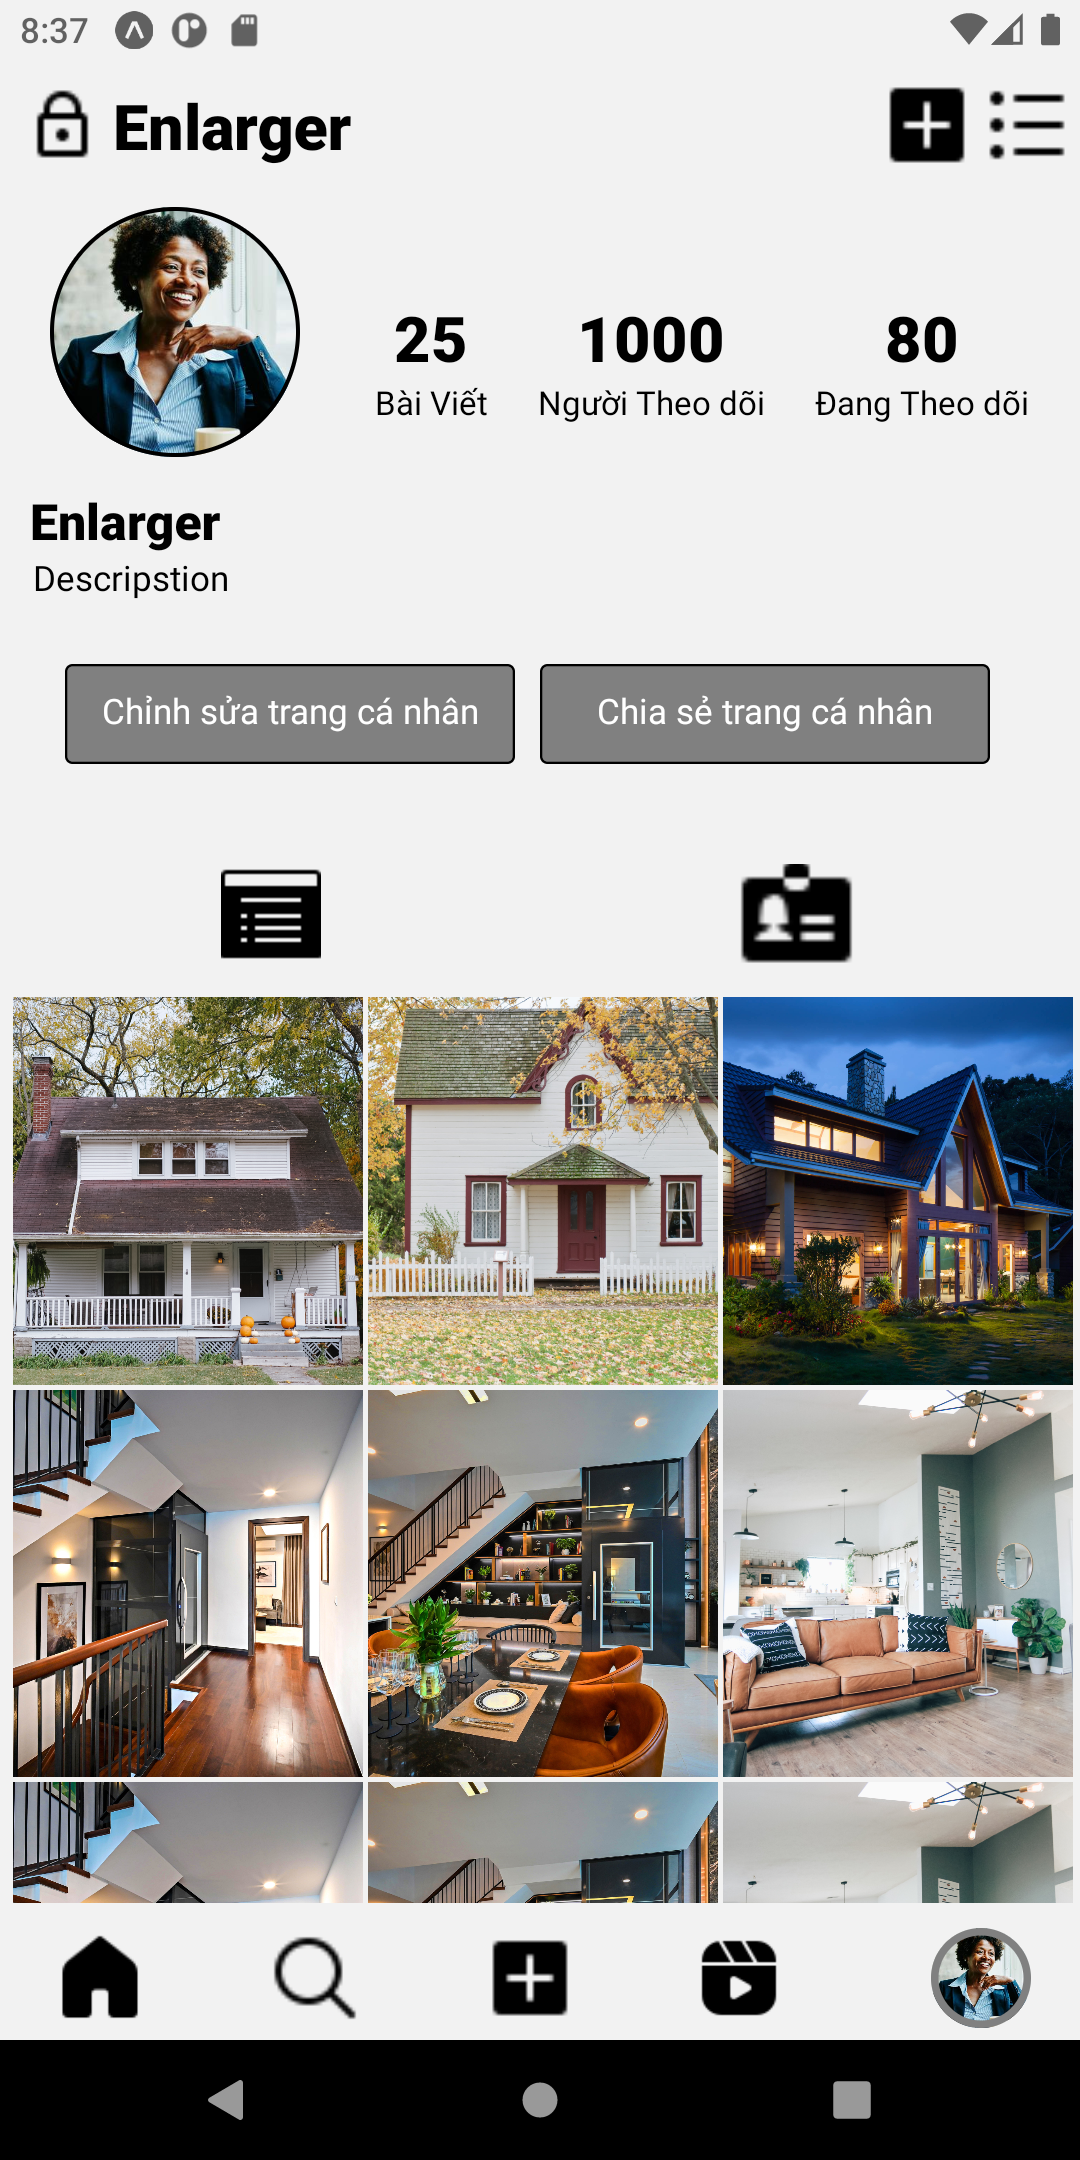 8:37
Enlarger
25 1000 80
Bài Viết Người Theo dõi Đang Theo dõi
Enlarger
Descripstion
Chỉnh sửa trang cá nhân Chia sẻ trang cá nhân